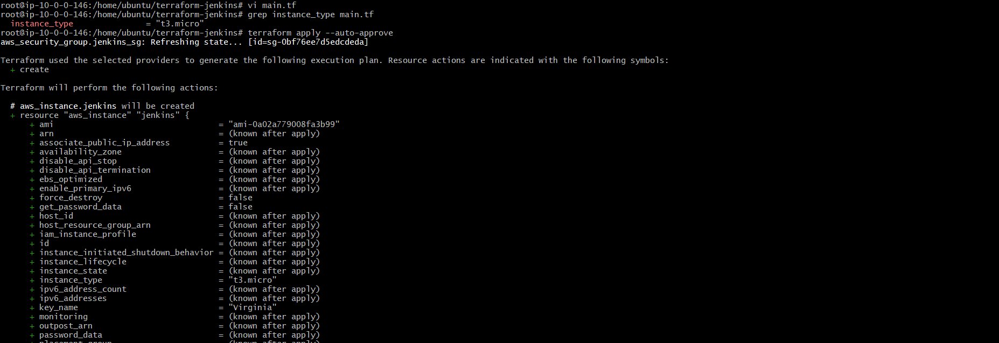 root@ip-10-0-0-146:/home/ubuntu/terraform-jenkins# vi main.tf
root@ip-10-0-0-146:/home/ubuntu/terraform-jenkins# grep instance_type main.tf
  instance_type               = "t3.micro"
root@ip-10-0-0-146:/home/ubuntu/terraform-jenkins# terraform apply --auto-approve
aws_security_group.jenkins_sg: Refreshing state... [id=sg-0bf76ee7d5edcdeda]
Terraform used the selected providers to generate the following execution plan. Resource actions are indicated with the following symbols:
  + create
Terraform will perform the following actions:
  # aws_instance.jenkins will be created
  + resource "aws_instance" "jenkins" {
      + ami                                  = "ami-0a02a779008fa3b99"
      + arn                                  = (known after apply)
      + associate_public_ip_address          = true
      + availability_zone                    = (known after apply)
      + disable_api_stop                     = (known after apply)
      + disable_api_termination              = (known after apply)
      + ebs_optimized                        = (known after apply)
      + enable_primary_ipv6                  = (known after apply)
      + force_destroy                        = false
      + get_password_data                    = false
      + host_id                              = (known after apply)
      + host_resource_group_arn              = (known after apply)
      + iam_instance_profile                 = (known after apply)
      + id                                   = (known after apply)
      + instance_initiated_shutdown_behavior = (known after apply)
      + instance_lifecycle                   = (known after apply)
      + instance_state                       = (known after apply)
      + instance_type                        = "t3.micro"
      + ipv6_address_count                   = (known after apply)
      + ipv6_addresses                       = (known after apply)
      + key_name                             = "Virginia"
      + monitoring                           = (known after apply)
      + outpost_arn                          = (known after apply)
      + password_data                        = (known after apply)
      + placement_group                      = (known after apply)